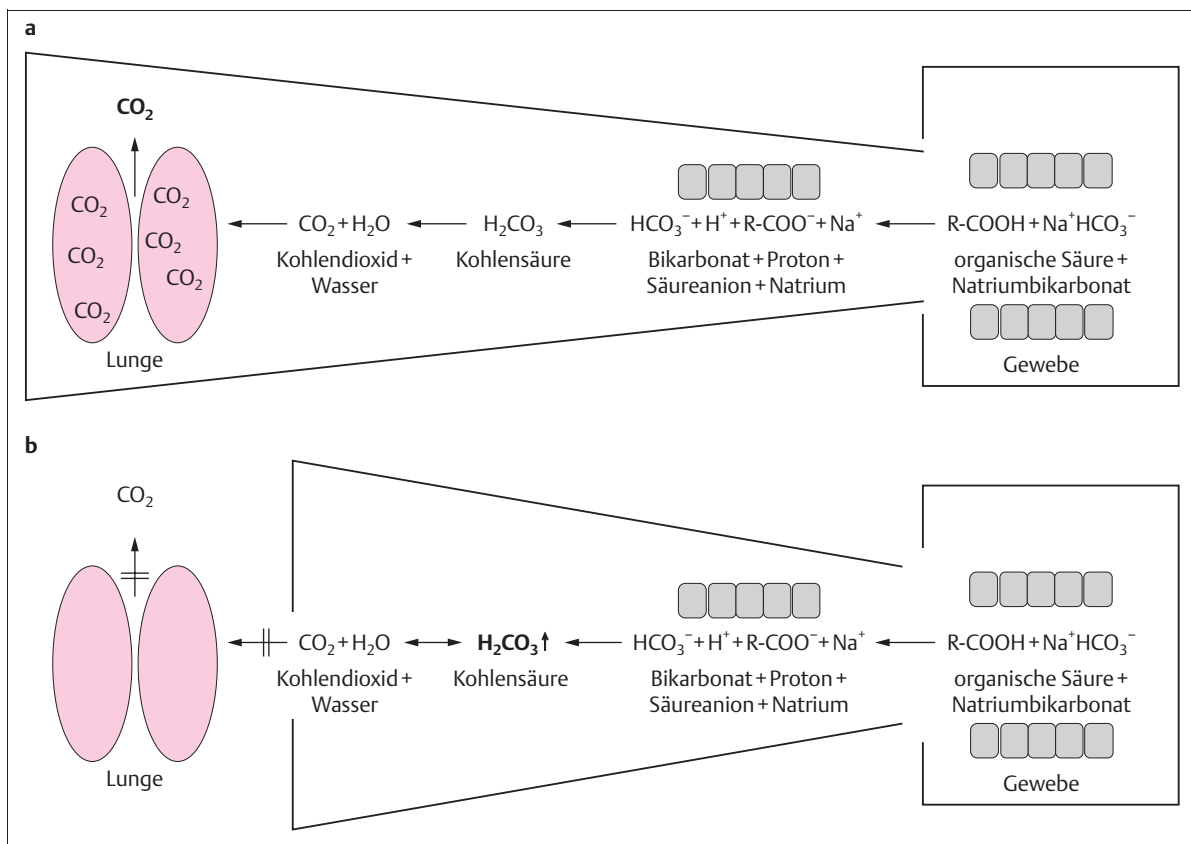 a
CO₂
CO₂
CO₂
CO₂
CO₂
CO₂
CO₂
Lunge
CO₂ + H₂O
Kohlendioxid +
Wasser
H₂CO₃
Kohlensäure
HCO₃⁻ + H⁺ + R-COO⁻ + Na⁺
Bikarbonat + Proton +
Säureanion + Natrium
R-COOH + Na⁺HCO₃⁻
organische Säure +
Natriumbikarbonat
Gewebe
b
CO₂
Lunge
CO₂ + H₂O
Kohlendioxid +
Wasser
H₂CO₃↑
Kohlensäure
HCO₃⁻ + H⁺ + R-COO⁻ + Na⁺
Bikarbonat + Proton +
Säureanion + Natrium
R-COOH + Na⁺HCO₃⁻
organische Säure +
Natriumbikarbonat
Gewebe